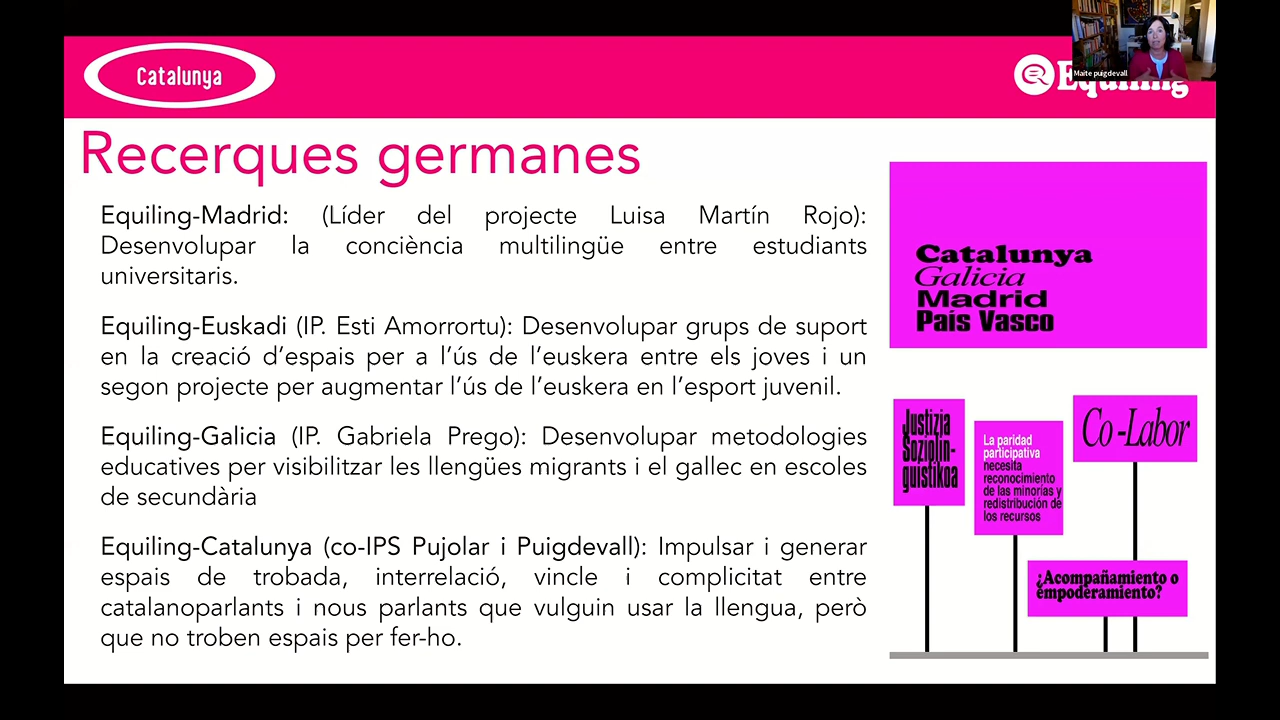 Catalunya
Equiling
Maite puigdevall
Recerques germanes
Equiling-Madrid: (Líder del projecte Luisa Martín Rojo):
Desenvolupar la conciència multilingüe entre estudiants
universitaris.
Equiling-Euskadi (IP. Esti Amorrortu): Desenvolupar grups de suport
en la creació d’espais per a l’ús de l’euskera entre els joves i un
segon projecte per augmentar l’ús de l’euskera en l’esport juvenil.
Equiling-Galicia (IP. Gabriela Prego): Desenvolupar metodologies
educatives per visibilitzar les llengües migrants i el gallec en escoles
de secundària
Equiling-Catalunya (co-IPS Pujolar i Puigdevall): Impulsar i generar
espais de trobada, interrelació, vincle i complicitat entre
catalanoparlants i nous parlants que vulguin usar la llengua, però
que no troben espais per fer-ho.
Catalunya
Galicia
Madrid
País Vasco
Justizia
Soziolin-
guistikoa
La paridad
participativa
necesita
reconocimiento
de las minorías y
redistribución de
los recursos
Co-Labor
¿Acompañamiento o
empoderamiento?